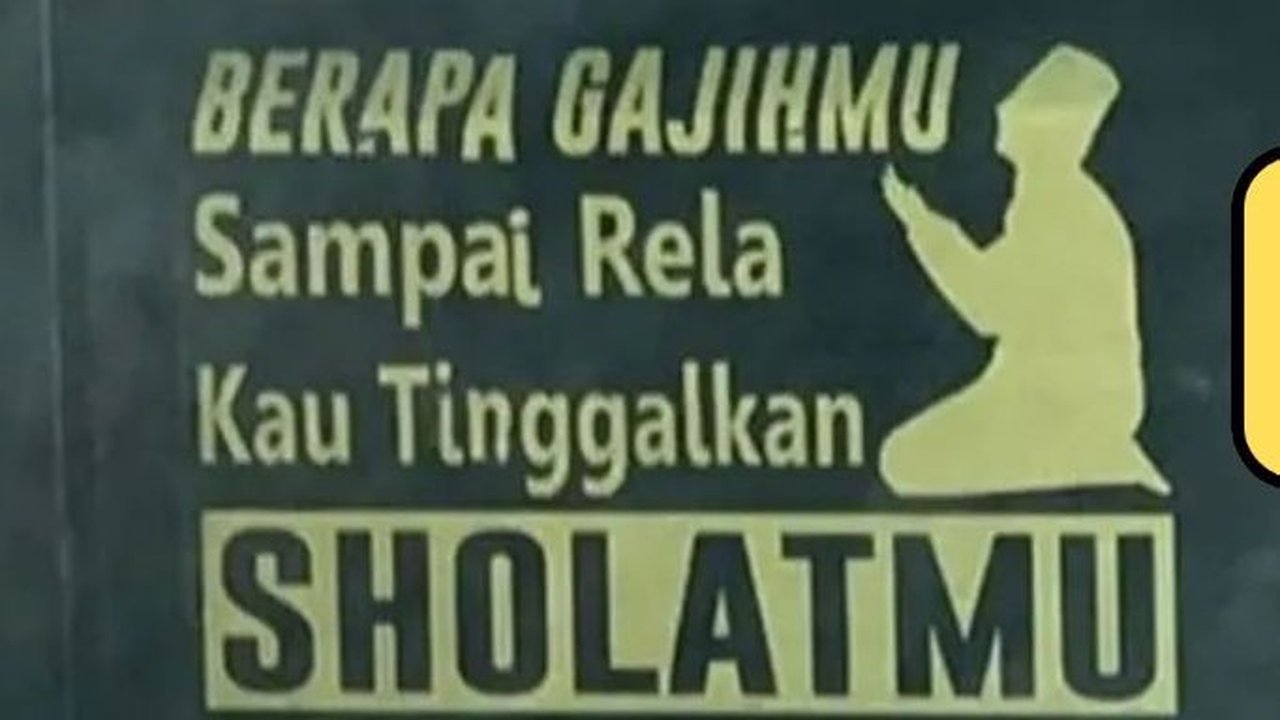 BERAPA GAJIHMU
Sampai Rela
Kau Tinggalkan
SHOLATMU